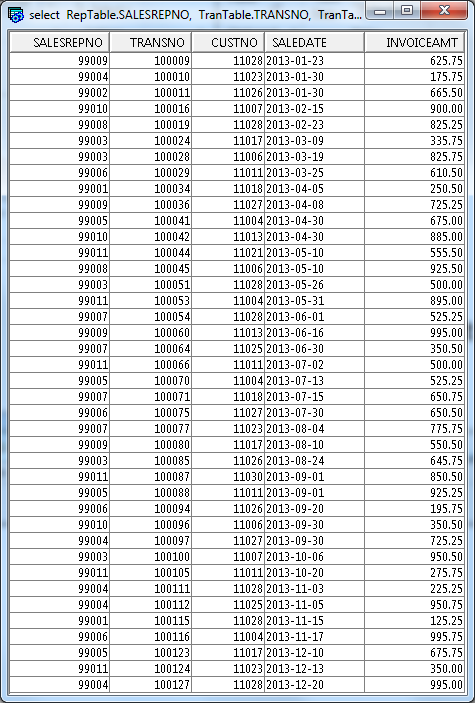 select RepTable.SALESREPNO, TranTable.TRANSNO, TranTa...
SALESREPNO TRANSNO CUSTNO SALEDATE INVOICEAMT
99009 100009 11028 2013-01-23 625.75
99004 100010 11023 2013-01-30 175.75
99002 100011 11026 2013-01-30 665.50
99010 100016 11007 2013-02-15 900.00
99008 100019 11028 2013-02-23 825.25
99003 100024 11017 2013-03-09 335.75
99003 100028 11006 2013-03-19 825.75
99006 100029 11011 2013-03-25 610.50
99001 100034 11018 2013-04-05 250.50
99009 100036 11027 2013-04-08 725.25
99005 100041 11004 2013-04-30 675.00
99010 100042 11013 2013-04-30 885.00
99011 100044 11021 2013-05-10 555.50
99008 100045 11006 2013-05-10 925.50
99003 100051 11028 2013-05-26 500.00
99011 100053 11004 2013-05-31 895.00
99007 100054 11028 2013-06-01 525.25
99009 100060 11013 2013-06-16 995.00
99007 100064 11025 2013-06-30 350.50
99011 100066 11011 2013-07-02 500.00
99005 100070 11004 2013-07-13 525.25
99007 100071 11018 2013-07-15 650.75
99006 100075 11027 2013-07-30 650.50
99007 100077 11023 2013-08-04 775.75
99009 100080 11017 2013-08-10 550.50
99003 100085 11026 2013-08-24 645.75
99011 100087 11030 2013-09-01 850.50
99005 100088 11011 2013-09-01 925.25
99006 100094 11026 2013-09-20 195.75
99010 100096 11006 2013-09-30 350.50
99004 100097 11027 2013-09-30 725.25
99003 100100 11007 2013-10-06 950.50
99011 100105 11011 2013-10-20 275.75
99004 100111 11028 2013-11-03 225.25
99004 100112 11025 2013-11-05 950.75
99001 100115 11028 2013-11-15 125.25
99006 100116 11004 2013-11-17 995.75
99005 100123 11017 2013-12-10 675.75
99011 100124 11023 2013-12-13 350.00
99004 100127 11028 2013-12-20 995.00